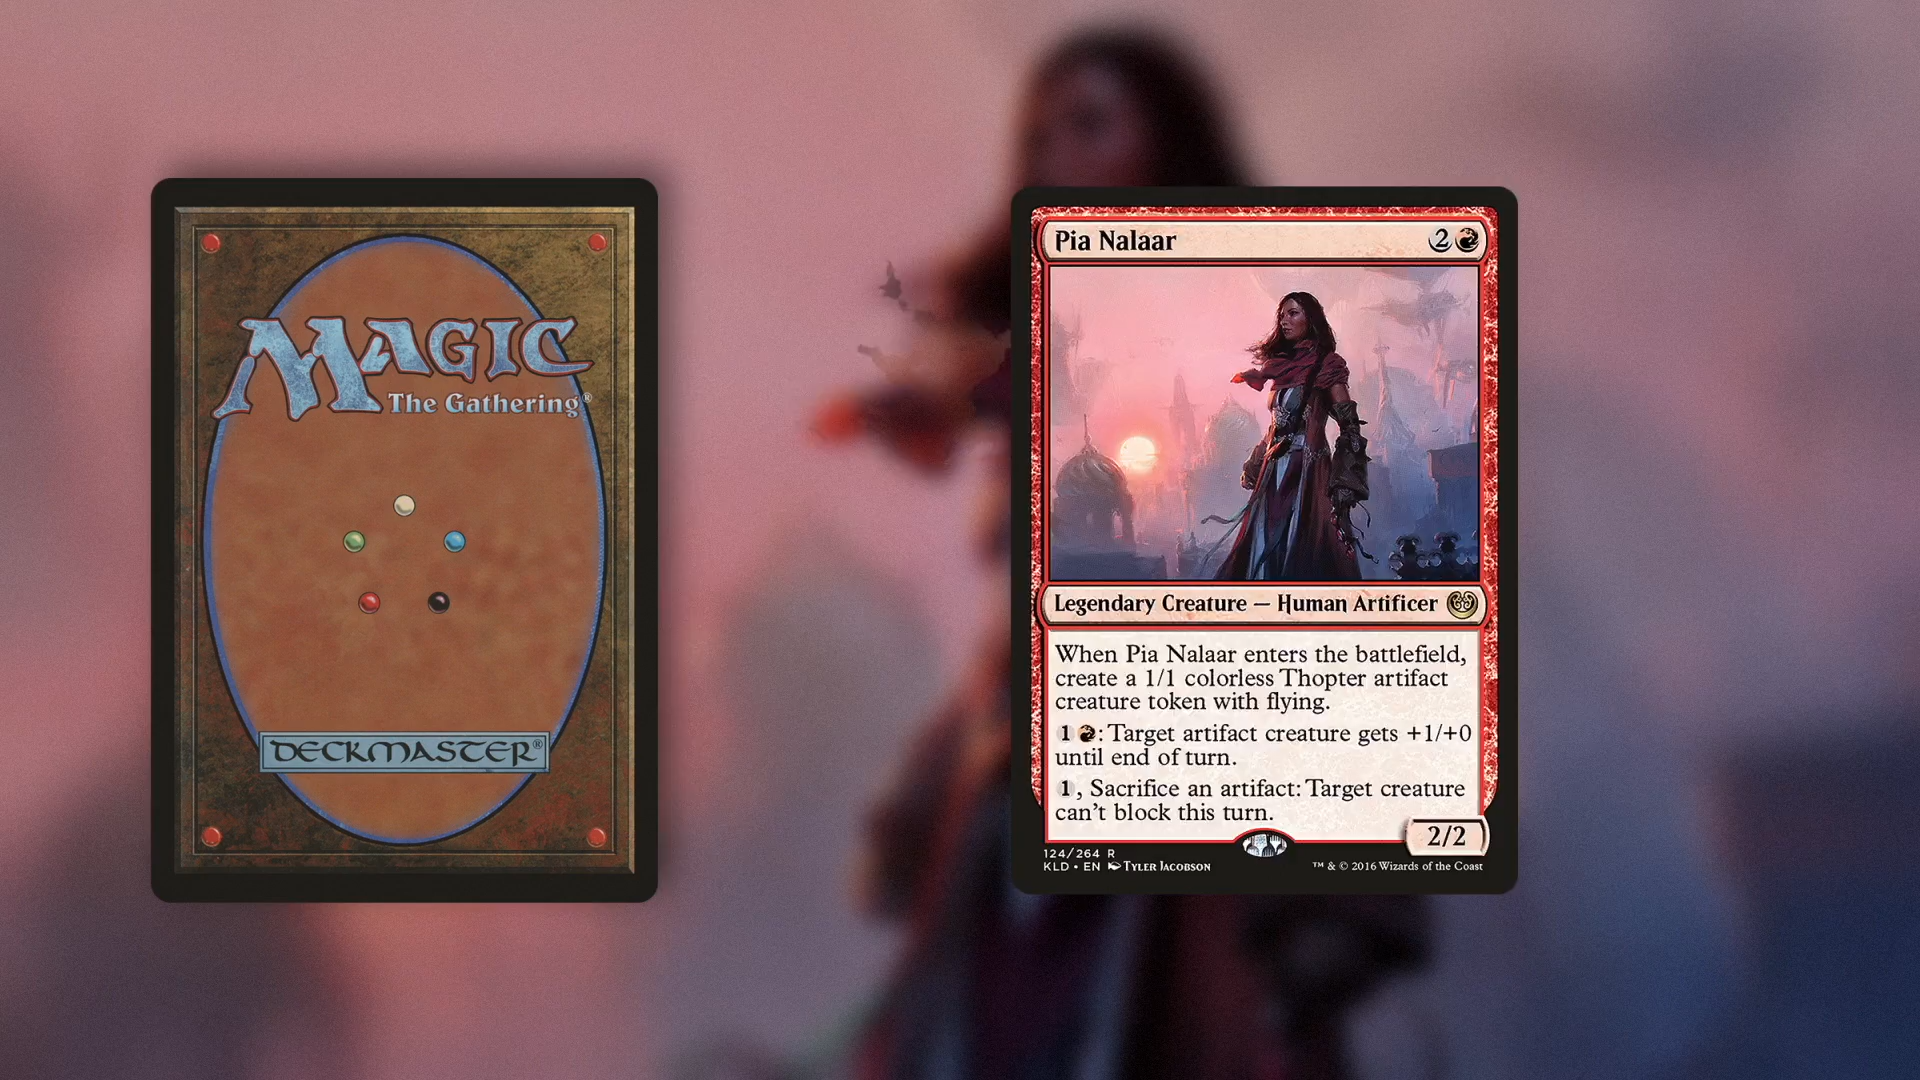 MAGIC
The Gathering®
DECKMASTER®
Pia Nalaar
2
Legendary Creature — Human Artificer
When Pia Nalaar enters the battlefield,
create a 1/1 colorless Thopter artifact
creature token with flying.
1 : Target artifact creature gets +1/+0
until end of turn.
1, Sacrifice an artifact: Target creature
can't block this turn.
2/2
124/264 R
KLD • EN Tyler Jacobson
™ & © 2016 Wizards of the Coast